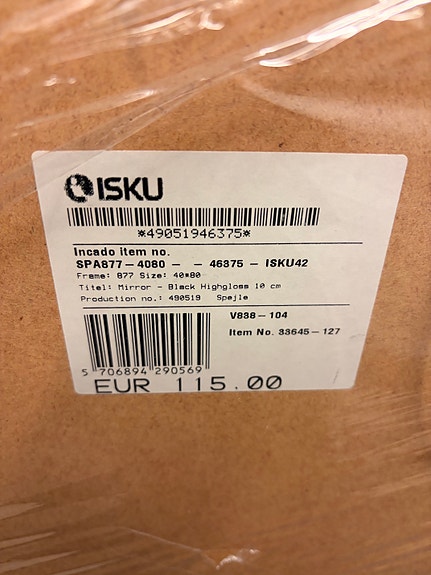 ISKU
*49051946375*
Incado item no.
SPA877-4080- - 46375 - ISKU42
Frame: 877 Size: 40*80
Titel: Mirror - Black Highgloss 10 cm
Production no.: 490519 Spejle
V838-104
Item No. 33645-127
5 706894 290569
EUR 115.00